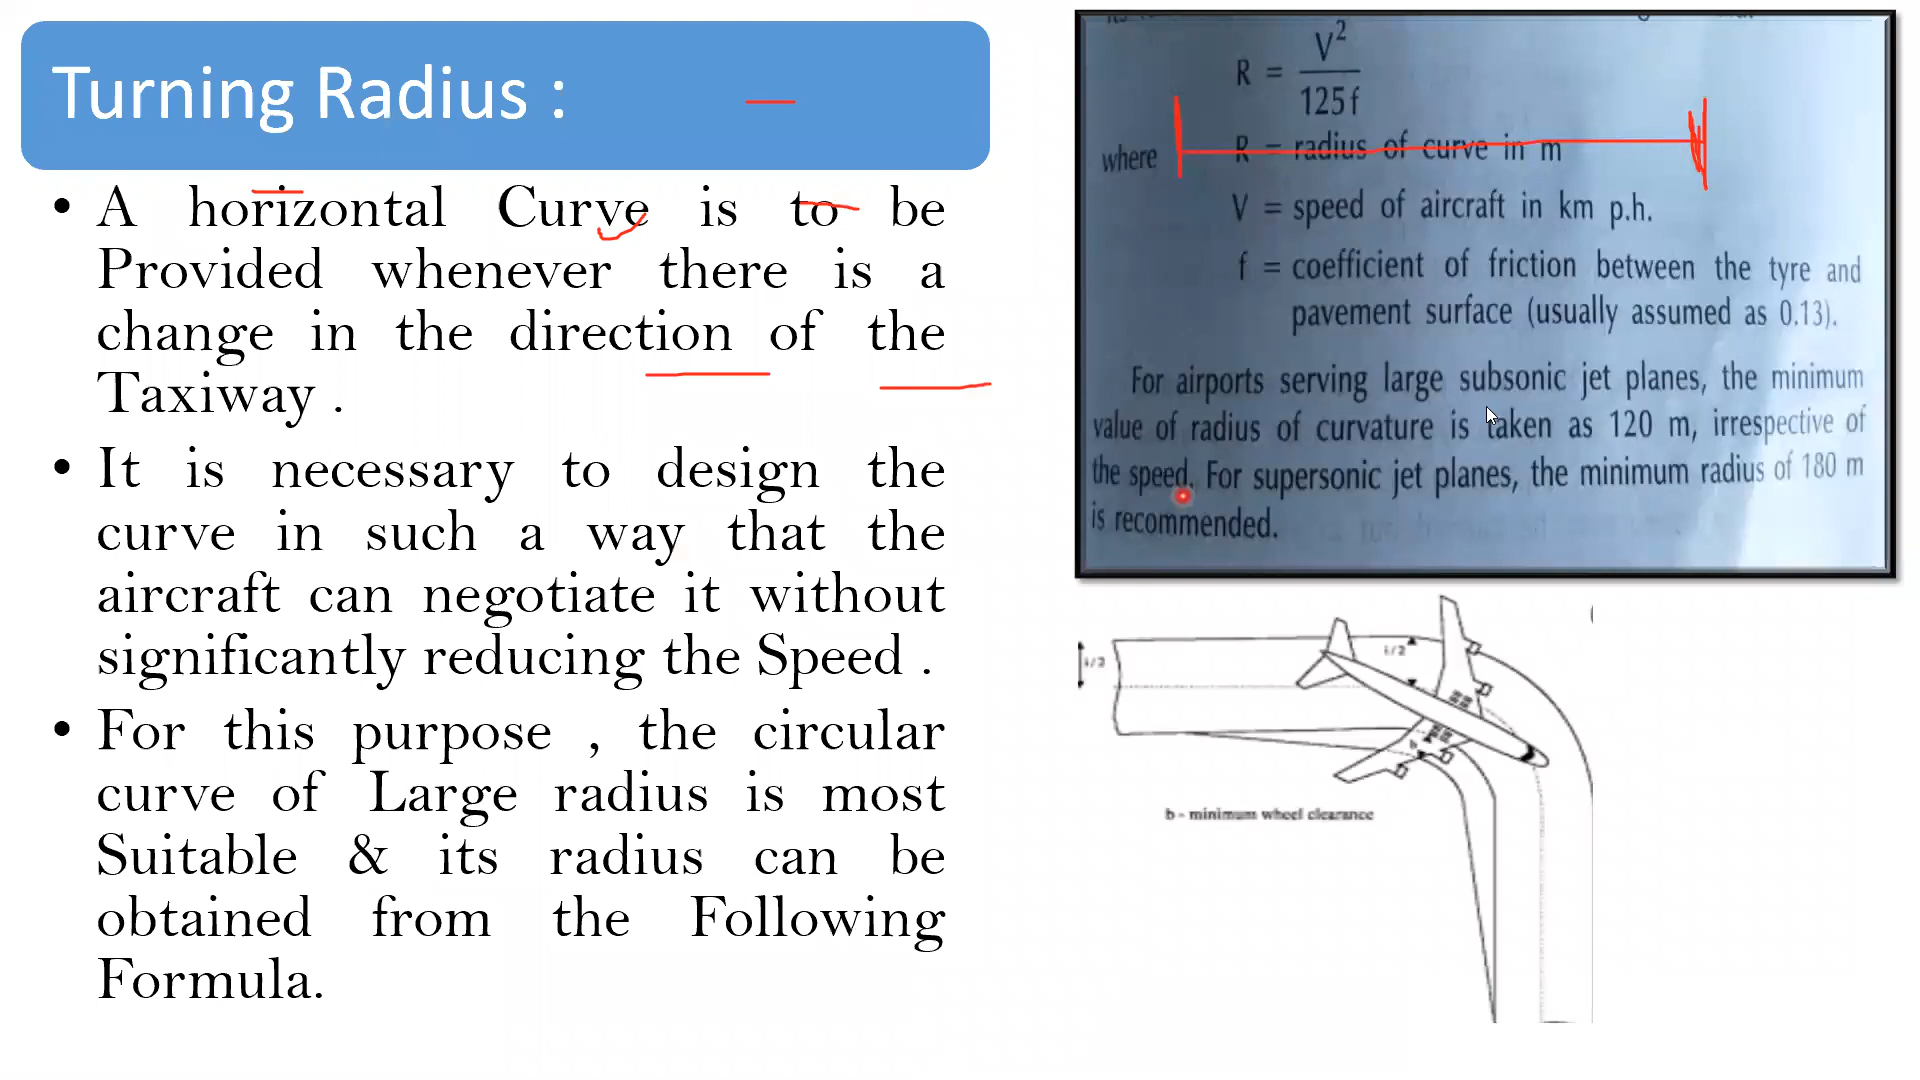 Turning Radius :
• A horizontal Curve is to be
Provided whenever there is a
change in the direction of the
Taxiway .
• It is necessary to design the
curve in such a way that the
aircraft can negotiate it without
significantly reducing the Speed .
• For this purpose , the circular
curve of Large radius is most
Suitable & its radius can be
obtained from the Following
Formula.
R = V²
125 f
where R = radius of curve in m
V = speed of aircraft in km p.h.
f = coefficient of friction between the tyre and
pavement surface (usually assumed as 0.13).
For airports serving large subsonic jet planes, the minimum
value of radius of curvature is taken as 120 m, irrespective of
the speed. For supersonic jet planes, the minimum radius of 180 m
is recommended.
b - minimum wheel clearance